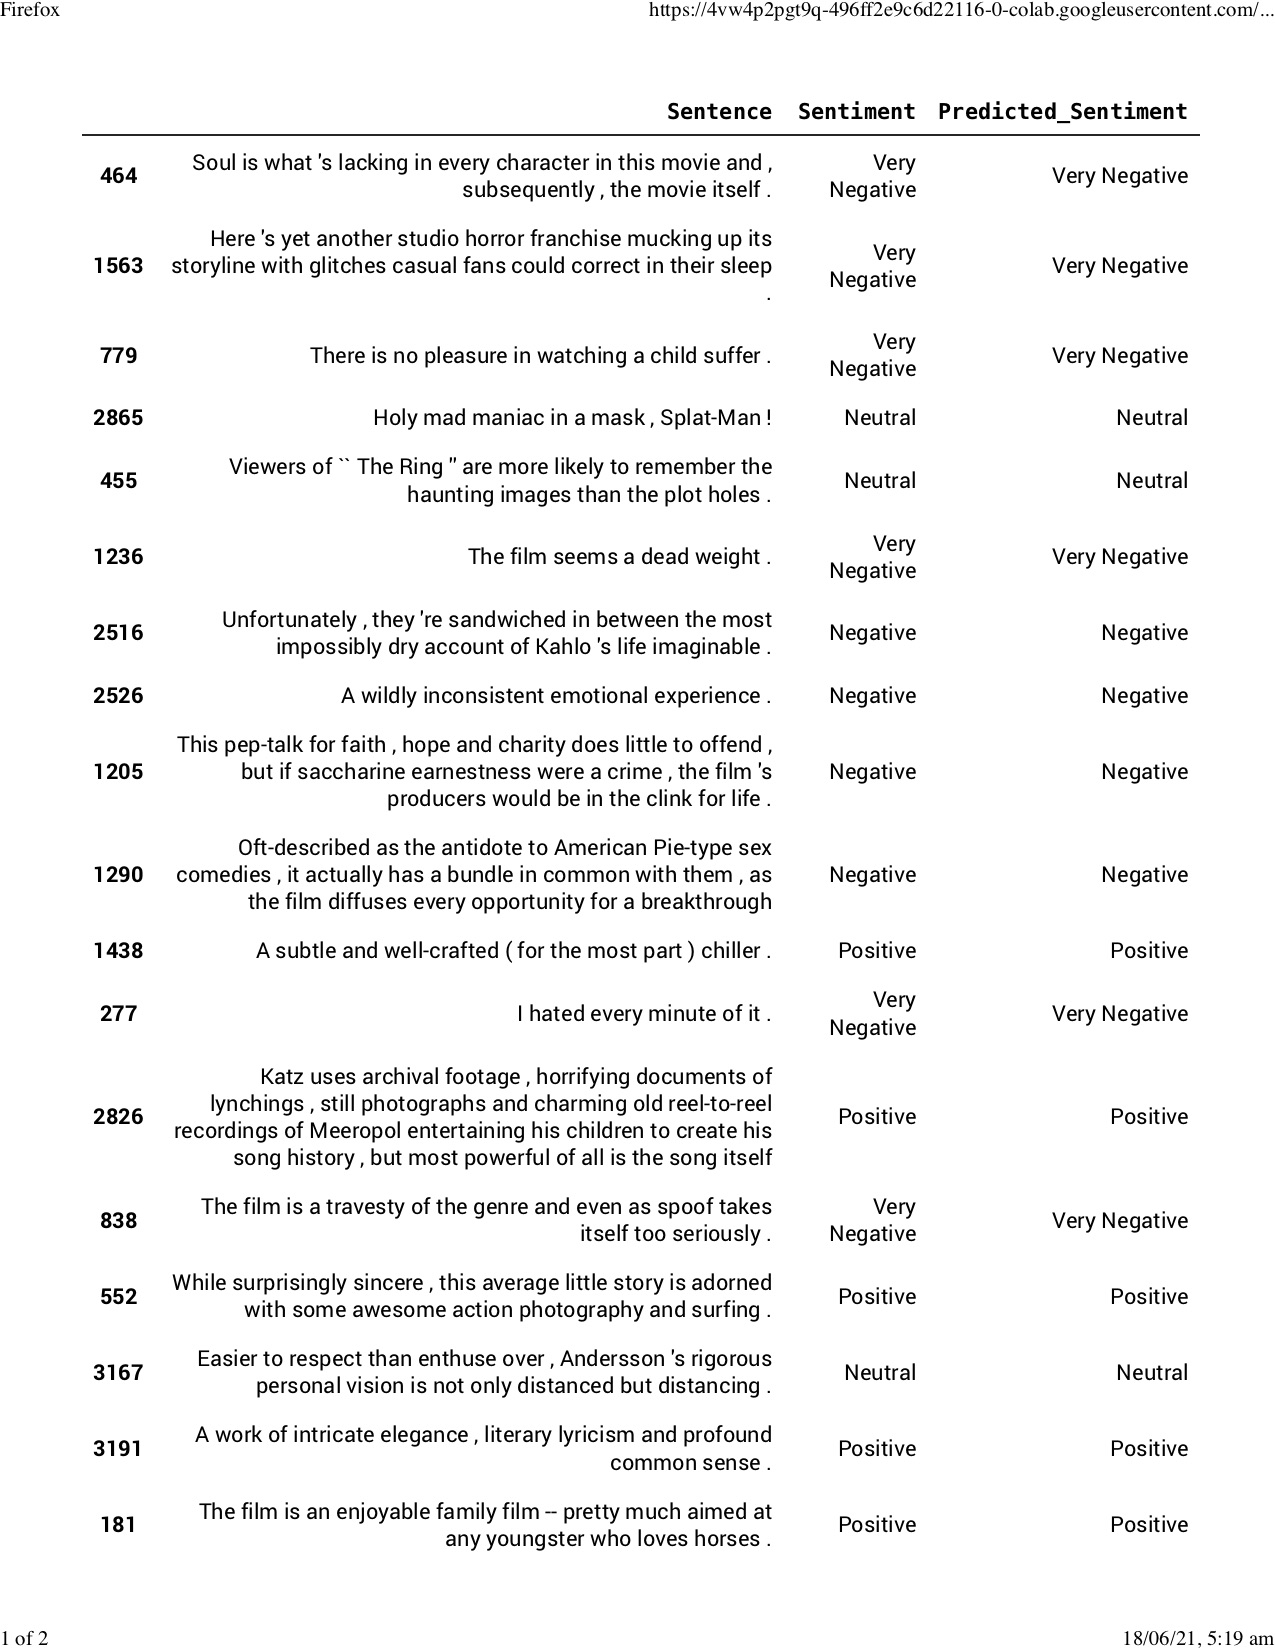 Firefox https://4vw4p2pgt9q-496ff2e9c6d22116-0-colab.googleusercontent.com/...
Sentence Sentiment Predicted_Sentiment
464 Soul is what 's lacking in every character in this movie and , Very Very Negative
subsequently , the movie itself . Negative
Here 's yet another studio horror franchise mucking up its
1563 storyline with glitches casual fans could correct in their sleep Very Negative Very Negative
.
779 There is no pleasure in watching a child suffer . Very Negative Very Negative
2865 Holy mad maniac in a mask , Splat-Man ! Neutral Neutral
455 Viewers of `` The Ring '' are more likely to remember the Neutral Neutral
haunting images than the plot holes .
1236 The film seems a dead weight . Very Negative Very Negative
2516 Unfortunately , they 're sandwiched in between the most Negative Negative
impossibly dry account of Kahlo 's life imaginable .
2526 A wildly inconsistent emotional experience . Negative Negative
This pep-talk for faith , hope and charity does little to offend ,
1205 but if saccharine earnestness were a crime , the film 's Negative Negative
producers would be in the clink for life .
Oft-described as the antidote to American Pie-type sex
1290 comedies , it actually has a bundle in common with them , as Negative Negative
the film diffuses every opportunity for a breakthrough
1438 A subtle and well-crafted ( for the most part ) chiller . Positive Positive
277 I hated every minute of it . Very Negative Very Negative
Katz uses archival footage , horrifying documents of
lynchings , still photographs and charming old reel-to-reel
2826 recordings of Meeropol entertaining his children to create his Positive Positive
song history , but most powerful of all is the song itself
838 The film is a travesty of the genre and even as spoof takes Very Very Negative
itself too seriously . Negative
552 While surprisingly sincere , this average little story is adorned Positive Positive
with some awesome action photography and surfing .
3167 Easier to respect than enthuse over , Andersson 's rigorous Neutral Neutral
personal vision is not only distanced but distancing .
3191 A work of intricate elegance , literary lyricism and profound Positive Positive
common sense .
181 The film is an enjoyable family film -- pretty much aimed at Positive Positive
any youngster who loves horses .
1 of 2 18/06/21, 5:19 am